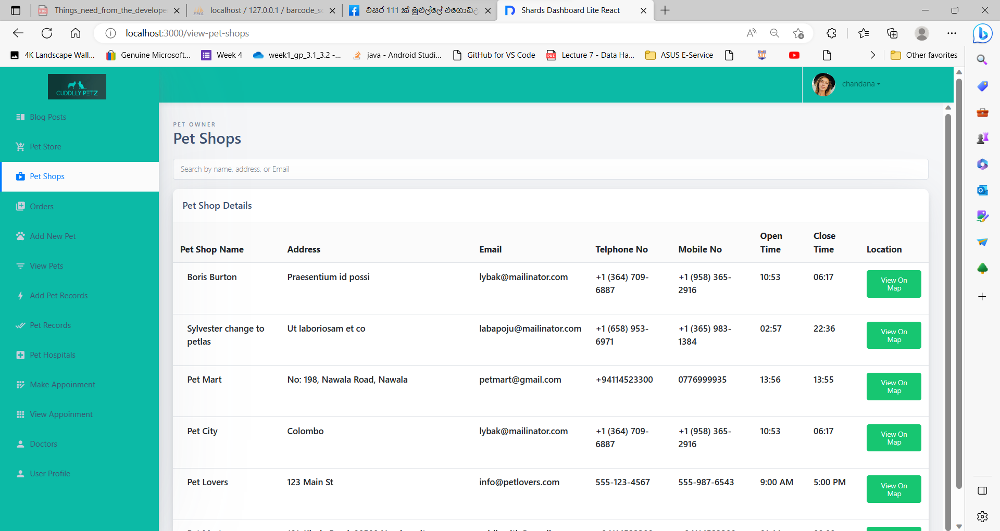 Things_need_from_the_develope
localhost / 127.0.0.1 / barcode_sc
වසර 111 ක් මුළුල්ලේ එගොඩ
Shards Dashboard Lite React
localhost:3000/view-pet-shops
4K Landscape Wall...
Genuine Microsoft...
Week 4
week1_gp_3.1_3.2 -...
java - Android Studi...
GitHub for VS Code
Lecture 7 - Data Ha...
ASUS E-Service
Other favorites
CUDDLLY PETZ
chandana
Blog Posts
Pet Store
Pet Shops
Orders
Add New Pet
View Pets
Add Pet Records
Pet Records
Pet Hospitals
Make Appoinment
View Appoinment
Doctors
User Profile
PET OWNER
Pet Shops
Search by name, address, or Email
Pet Shop Details
Pet Shop Name Address Email Telphone No Mobile No Open Time Close Time Location
Boris Burton Praesentium id possi lybak@mailinator.com +1 (364) 709-6887 +1 (958) 365-2916 10:53 06:17 View On Map
Sylvester change to petlas Ut laboriosam et co labapoju@mailinator.com +1 (658) 953-6971 +1 (365) 983-1384 02:57 22:36 View On Map
Pet Mart No: 198, Nawala Road, Nawala petmart@gmail.com +94114523300 0776999935 13:56 13:55 View On Map
Pet City Colombo lybak@mailinator.com +1 (364) 709-6887 +1 (958) 365-2916 10:53 06:17 View On Map
Pet Lovers 123 Main St info@petlovers.com 555-123-4567 555-987-6543 9:00 AM 5:00 PM View On Map